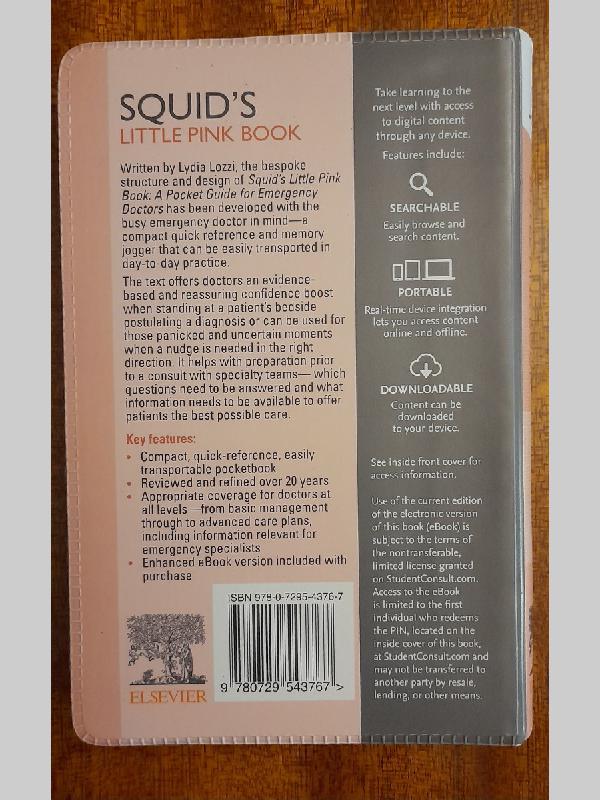 SQUID'S
LITTLE PINK BOOK
Written by Lydia Lozzi, the bespoke
structure and design of Squid's Little Pink
Book: A Pocket Guide for Emergency
Doctors has been developed with the
busy emergency doctor in mind—a
compact quick reference and memory
jogger that can be easily transported in
day-to-day practice.
The text offers doctors an evidence-
based and reassuring confidence boost
when standing at a patient's bedside
postulating a diagnosis or can be used for
those panicked and uncertain moments
when a nudge is needed in the right
direction. It helps with preparation prior
to a consult with specialty teams— which
questions need to be answered and what
information needs to be available to offer
patients the best possible care.
Key features:
• Compact, quick-reference, easily
transportable pocketbook
• Reviewed and refined over 20 years
• Appropriate coverage for doctors at
all levels—from basic management
through to advanced care plans,
including information relevant for
emergency specialists
• Enhanced eBook version included with
purchase
ELSEVIER
ISBN 978-0-7295-4376-7
9 780729 543767 >
Take learning to the
next level with access
to digital content
through any device.
Features include:
SEARCHABLE
Easily browse and
search content.
PORTABLE
Real-time device integration
lets you access content
online and offline.
DOWNLOADABLE
Content can be
downloaded
to your device.
See inside front cover for
access information.
Use of the current edition
of the electronic version
of this book (eBook) is
subject to the terms of
the nontransferable,
limited license granted
on StudentConsult.com.
Access to the eBook
is limited to the first
individual who redeems
the PIN, located on the
inside cover of this book,
at StudentConsult.com and
may not be transferred to
another party by resale,
lending, or other means.